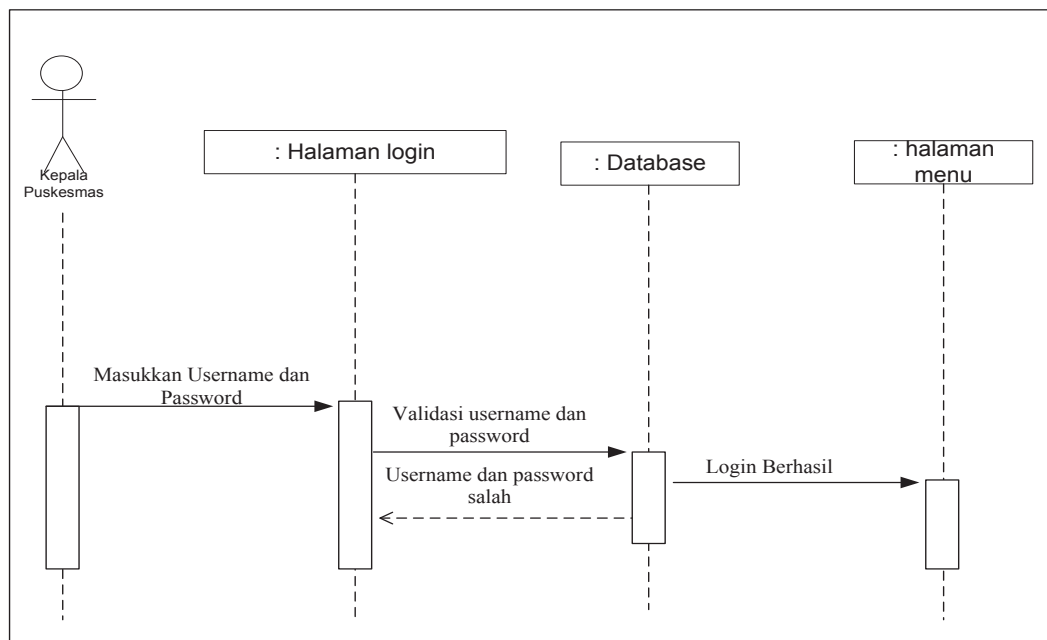 Kepala
Puskesmas
: Halaman login
: Database
: halaman
menu
Masukkan Username dan
Password
Validasi username dan
password
Username dan password
salah
Login Berhasil